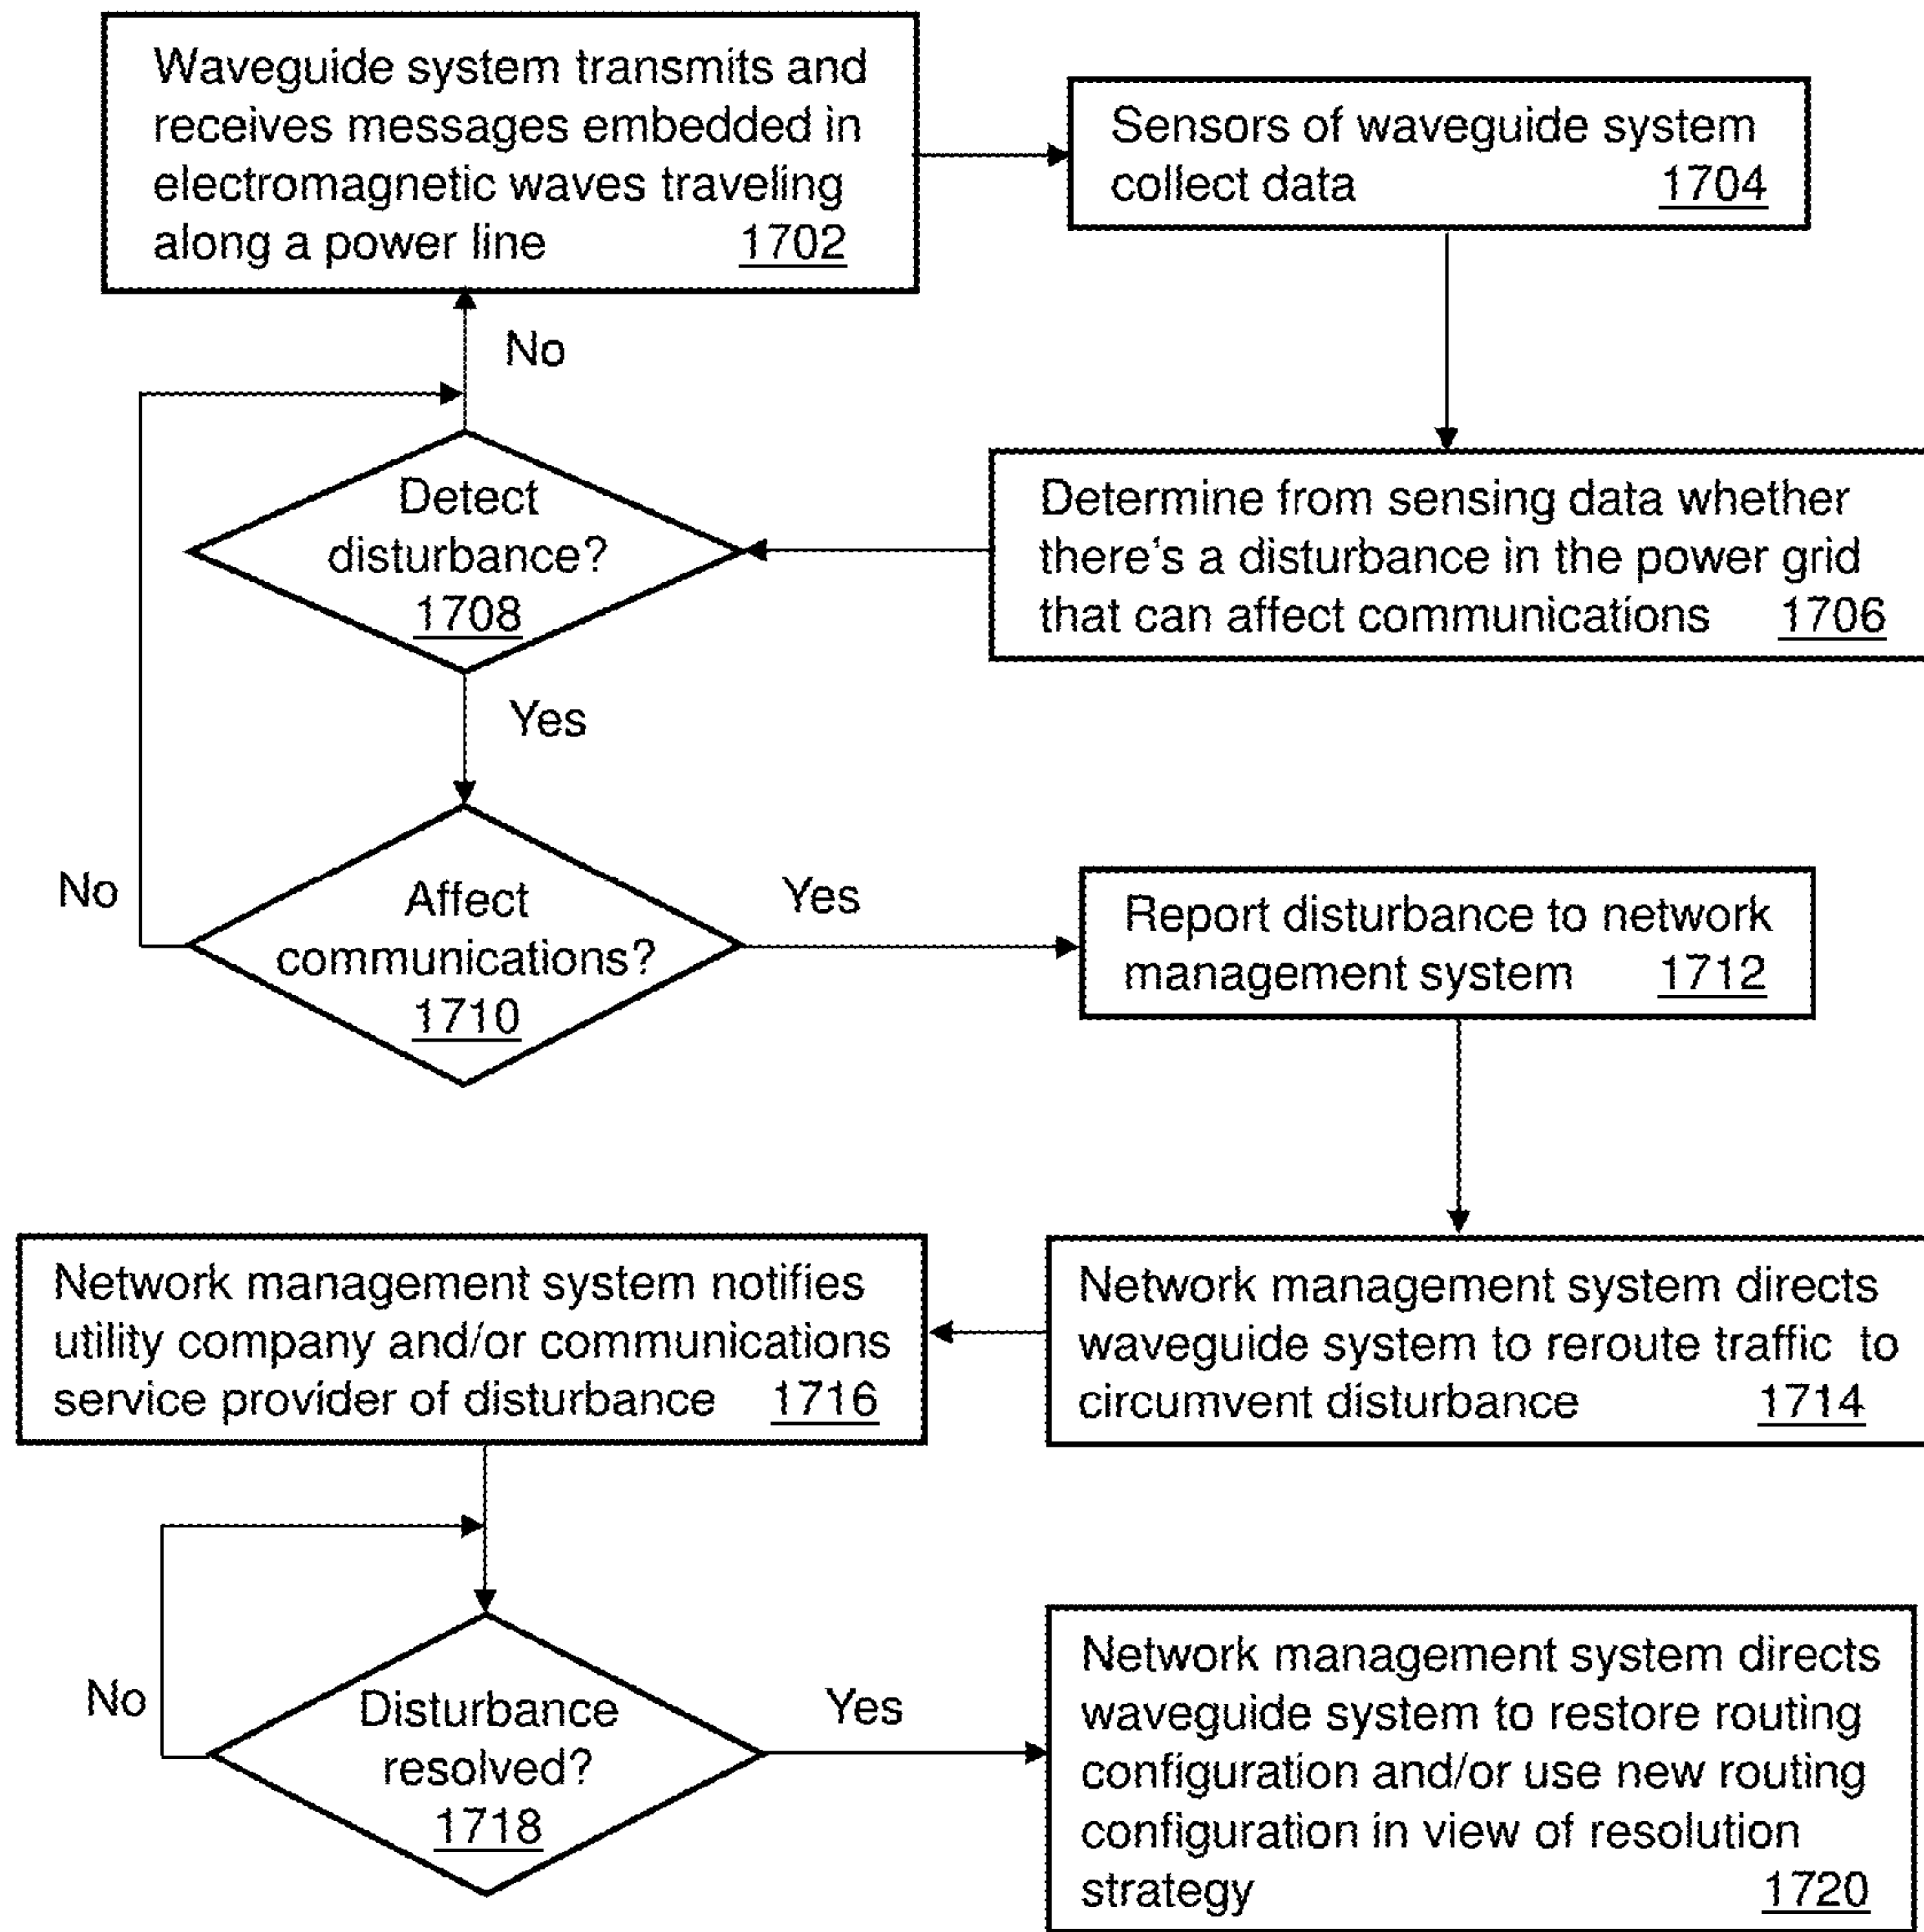 Waveguide system transmits and
receives messages embedded in
electromagnetic waves traveling
along a power line 1702
Sensors of waveguide system
collect data 1704
No
Detect
disturbance?
1708
Determine from sensing data whether
there's a disturbance in the power grid
that can affect communications 1706
Yes
No
Affect
communications?
1710
Yes
Report disturbance to network
management system 1712
Network management system directs
waveguide system to reroute traffic to
circumvent disturbance 1714
Network management system notifies
utility company and/or communications
service provider of disturbance 1716
No
Disturbance
resolved?
1718
Yes
Network management system directs
waveguide system to restore routing
configuration and/or use new routing
configuration in view of resolution
strategy 1720